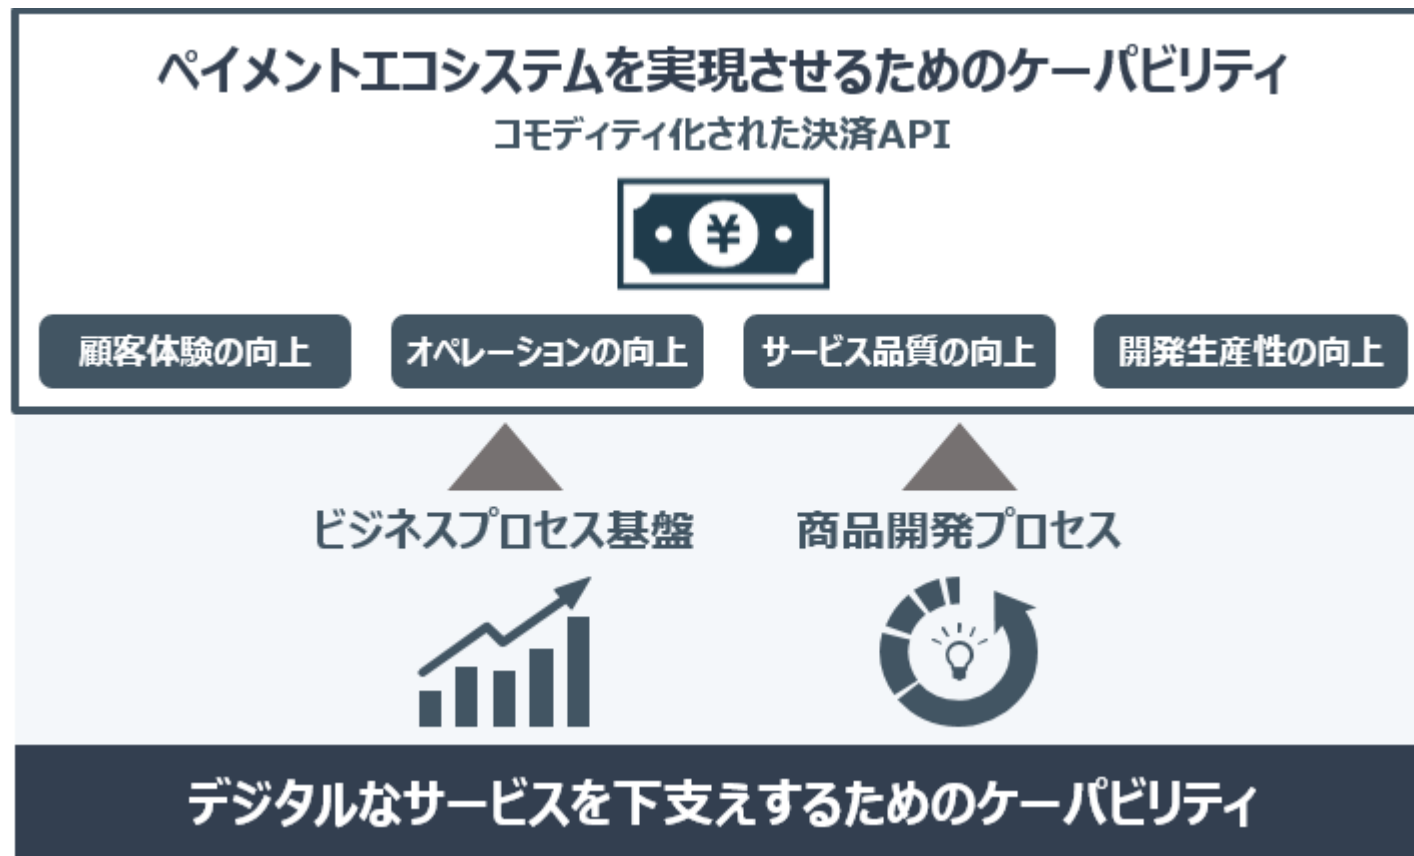 ペイメントエコシステムを実現させるためのケーパビリティ
コモディティ化された決済API
¥
顧客体験の向上
オペレーションの向上
サービス品質の向上
開発生産性の向上
ビジネスプロセス基盤
商品開発プロセス
デジタルなサービスを下支えするためのケーパビリティ